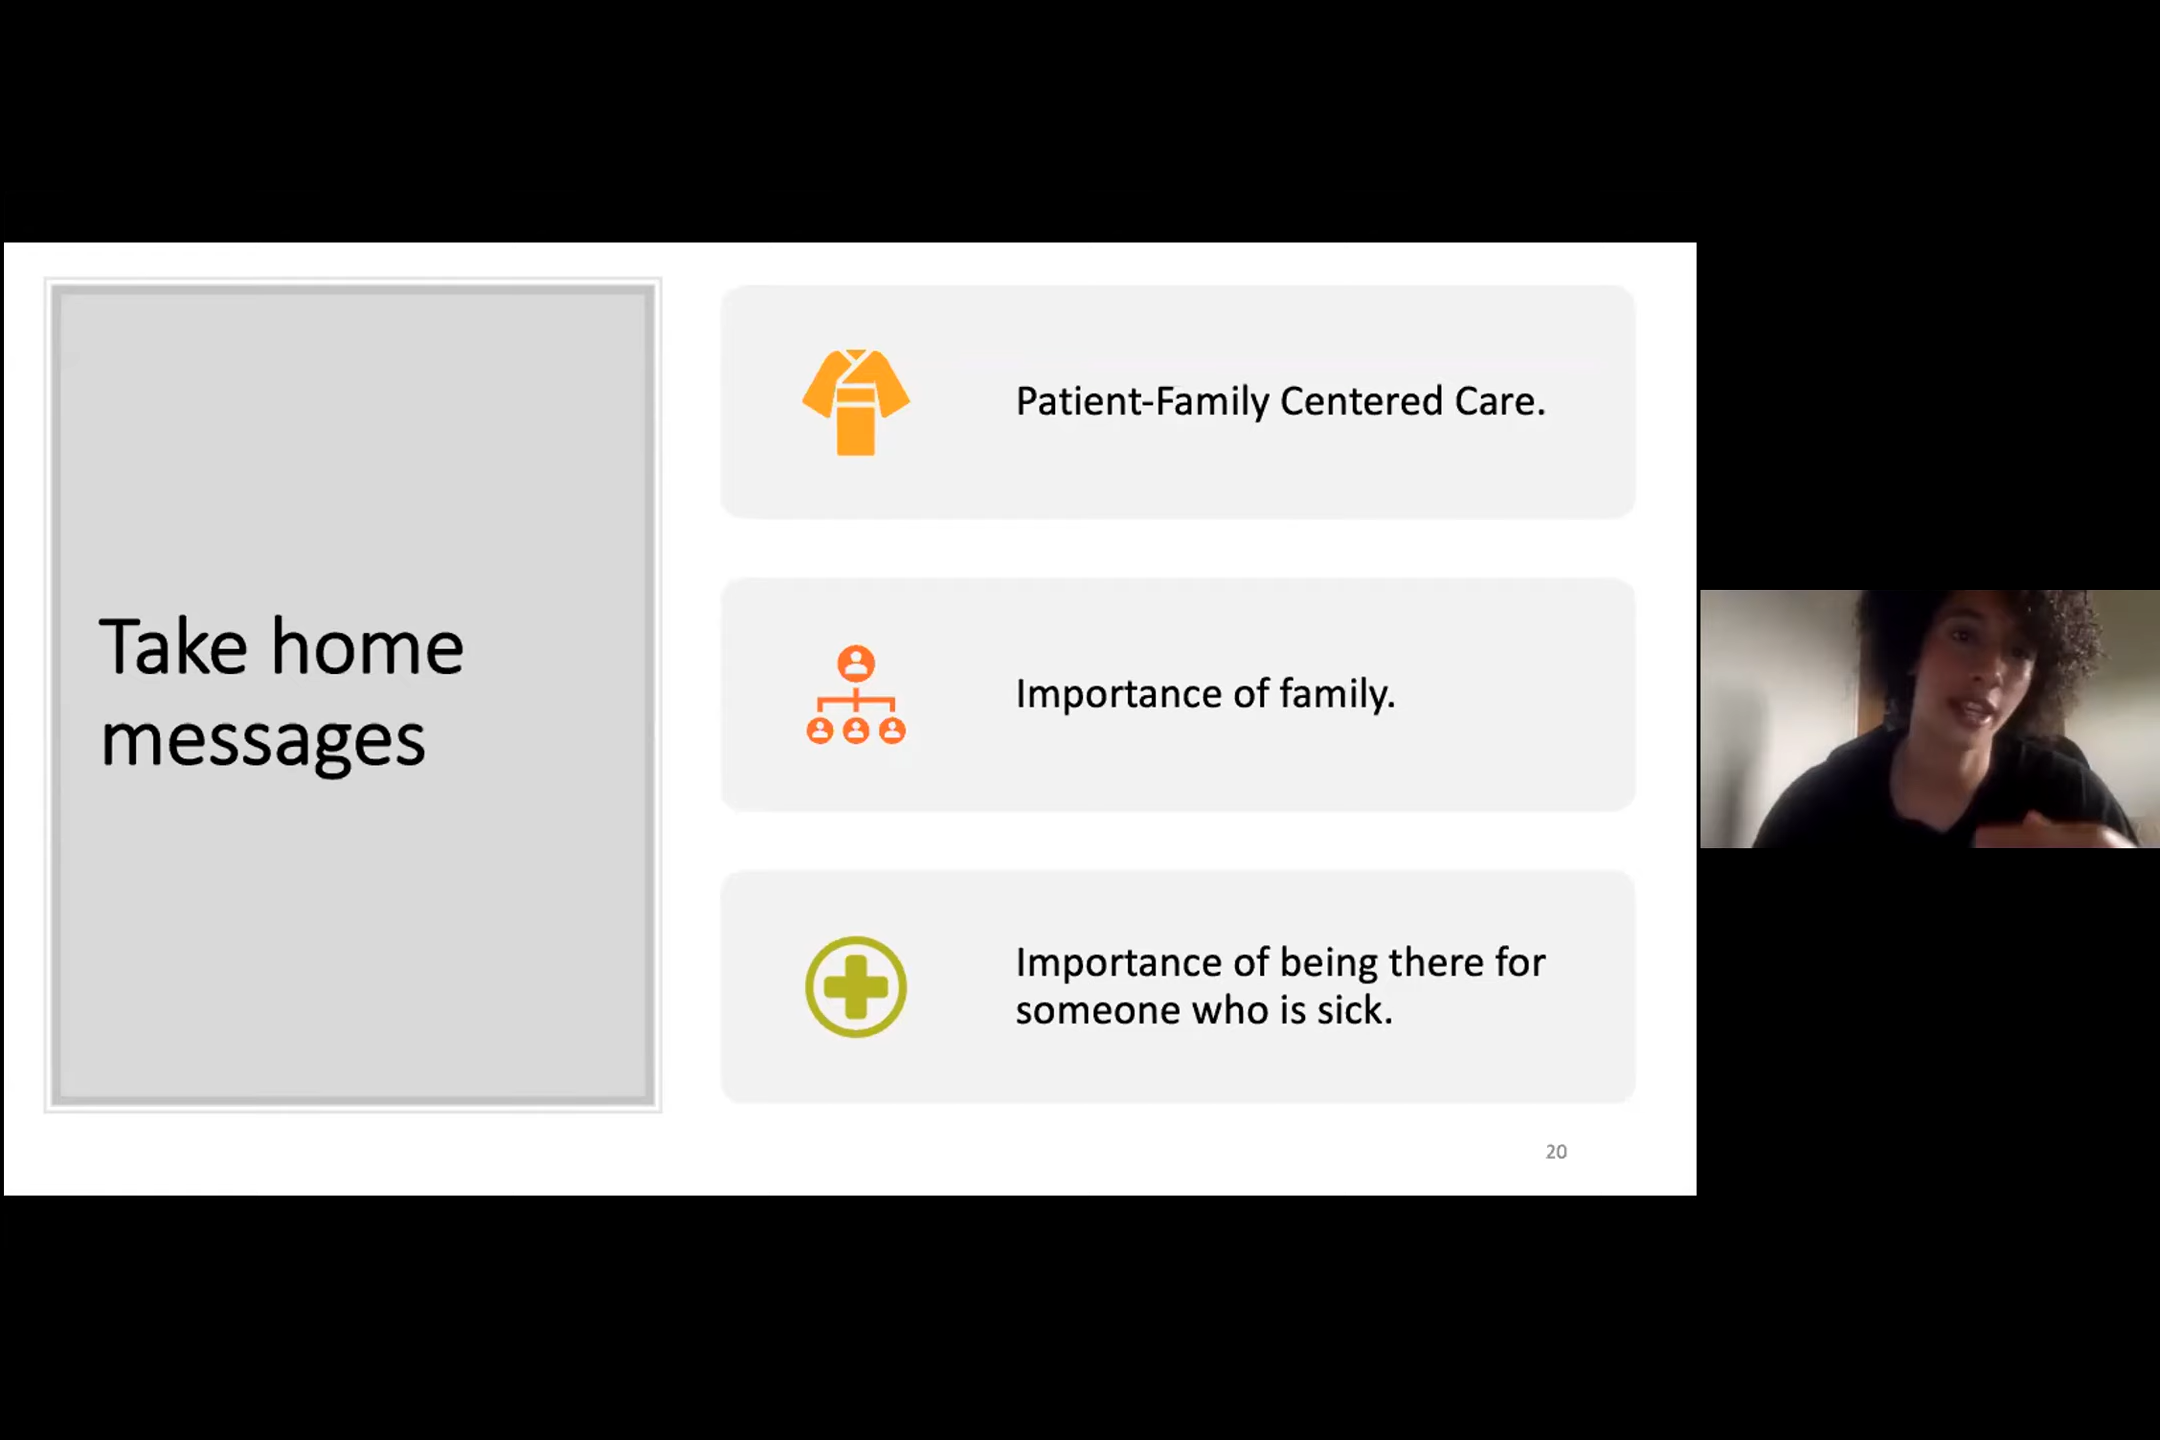 Take home
messages
Patient-Family Centered Care.
Importance of family.
Importance of being there for
someone who is sick.
20